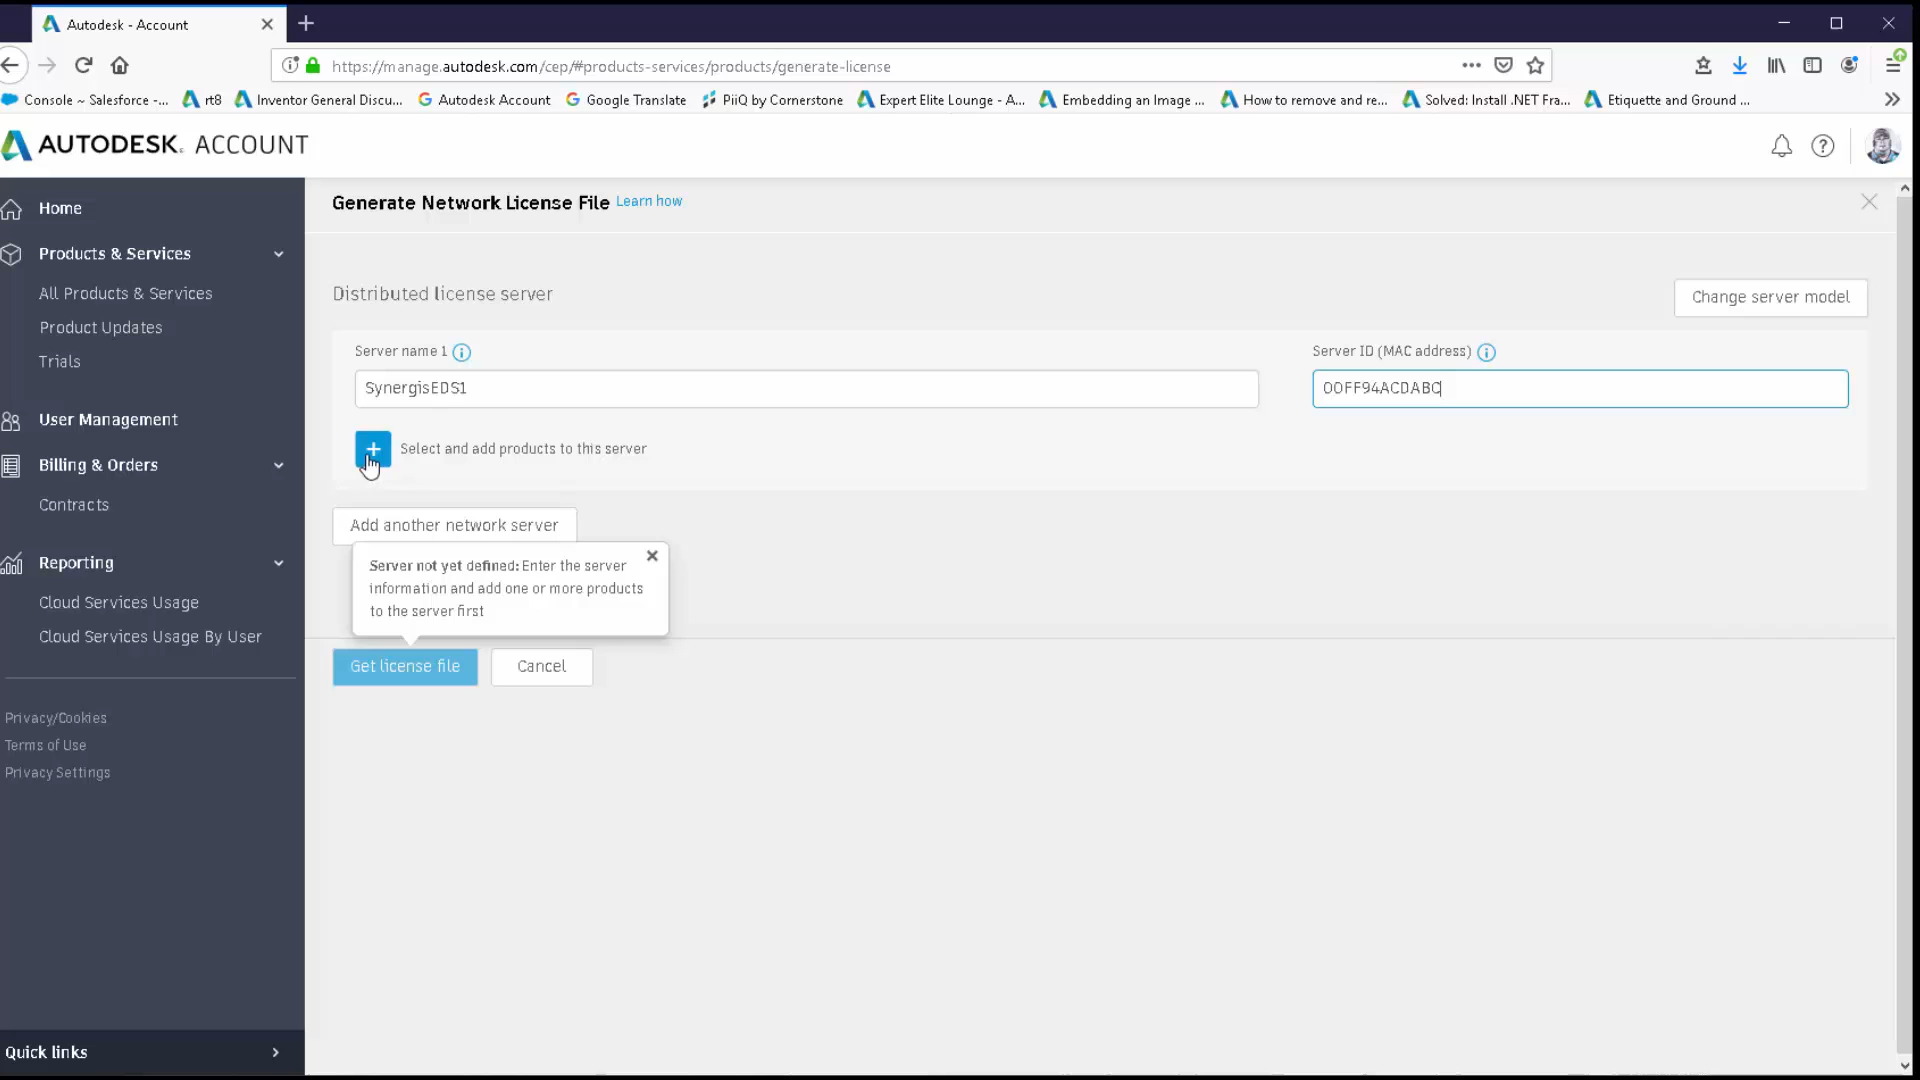 Autodesk - Account
https://manage.autodesk.com/cep/#products-services/products/generate-license
Console ~ Salesforce -... rt8 Inventor General Discu... Autodesk Account Google Translate PiiQ by Cornerstone Expert Elite Lounge - A... Embedding an Image ... How to remove and re... Solved: Install .NET Fra... Etiquette and Ground ...
AUTODESK. ACCOUNT
Home
Products & Services
All Products & Services
Product Updates
Trials
User Management
Billing & Orders
Contracts
Reporting
Cloud Services Usage
Cloud Services Usage By User
Privacy/Cookies
Terms of Use
Privacy Settings
Quick links
Generate Network License File Learn how
Distributed license server
Change server model
Server name 1
Server ID (MAC address)
SynergisEDS1
00FF94ACDABC
Select and add products to this server
Add another network server
Server not yet defined: Enter the server
information and add one or more products
to the server first
Get license file
Cancel